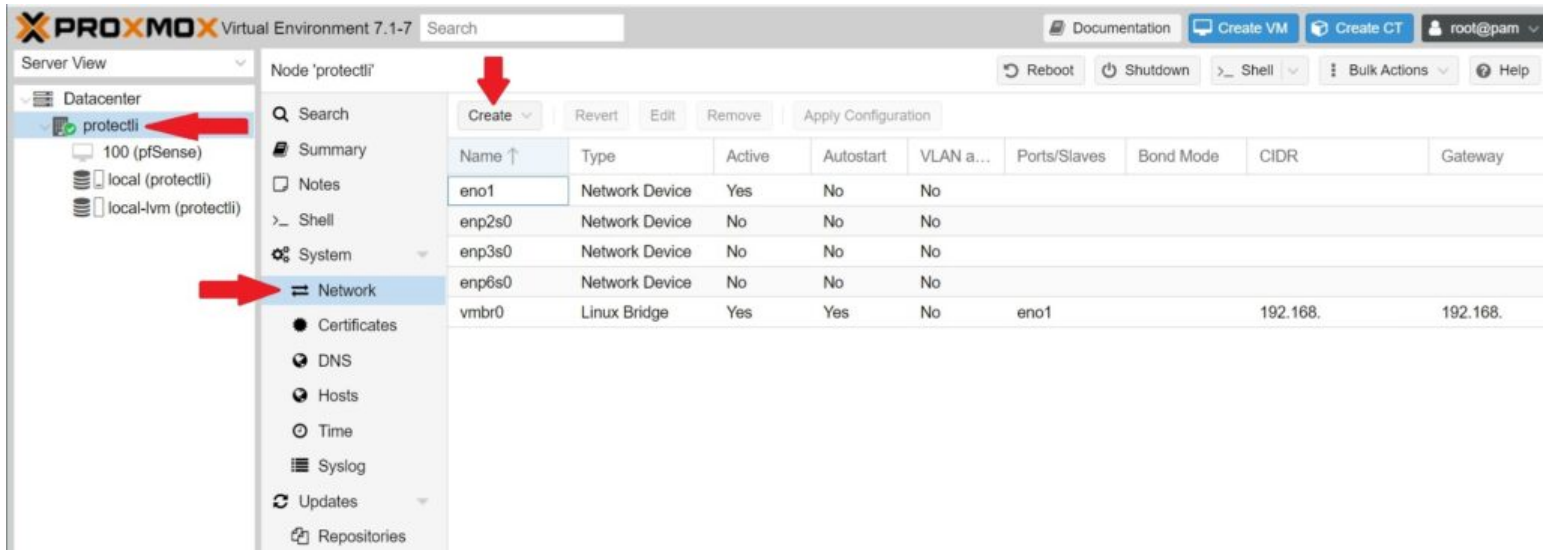 PROXMOX Virtual Environment 7.1-7 Search Documentation Create VM Create CT root@pam
Server View
Datacenter
protectli
100 (pfSense)
local (protectli)
local-lvm (protectli)
Node 'protectli' Reboot Shutdown >_ Shell Bulk Actions Help
Search
Summary
Notes
>_ Shell
System
Network
Certificates
DNS
Hosts
Time
Syslog
Updates
Repositories
Create Revert Edit Remove Apply Configuration
Name ↑ Type Active Autostart VLAN a... Ports/Slaves Bond Mode CIDR Gateway
eno1 Network Device Yes No No
enp2s0 Network Device No No No
enp3s0 Network Device No No No
enp6s0 Network Device No No No
vmbr0 Linux Bridge Yes Yes No eno1 192.168. 192.168.